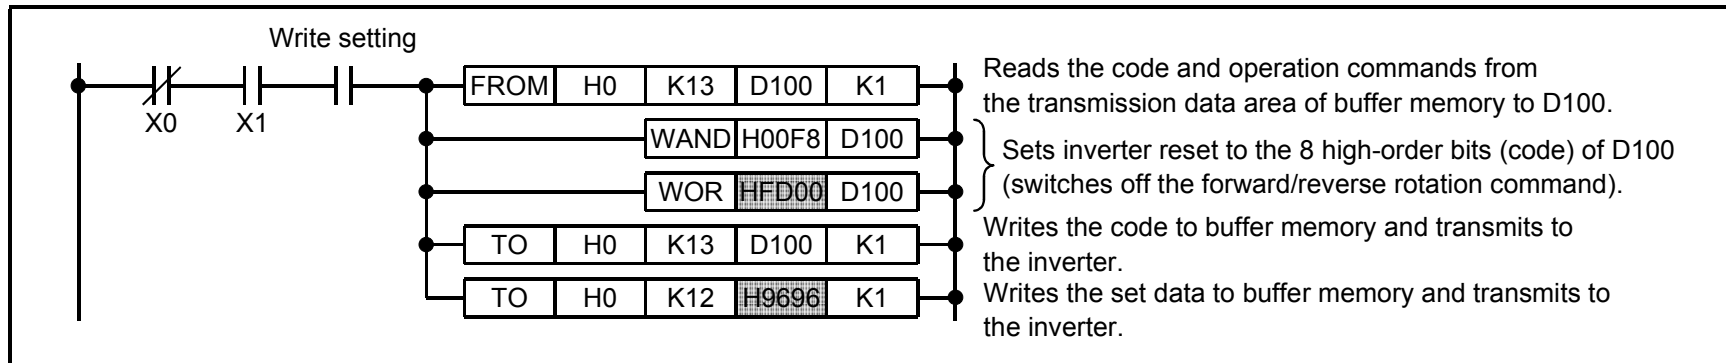 Write setting
X0 X1
FROM H0 K13 D100 K1
Reads the code and operation commands from
the transmission data area of buffer memory to D100.
WAND H00F8 D100
WOR HFD00 D100
Sets inverter reset to the 8 high-order bits (code) of D100
(switches off the forward/reverse rotation command).
TO H0 K13 D100 K1
Writes the code to buffer memory and transmits to
the inverter.
TO H0 K12 H9696 K1
Writes the set data to buffer memory and transmits to
the inverter.